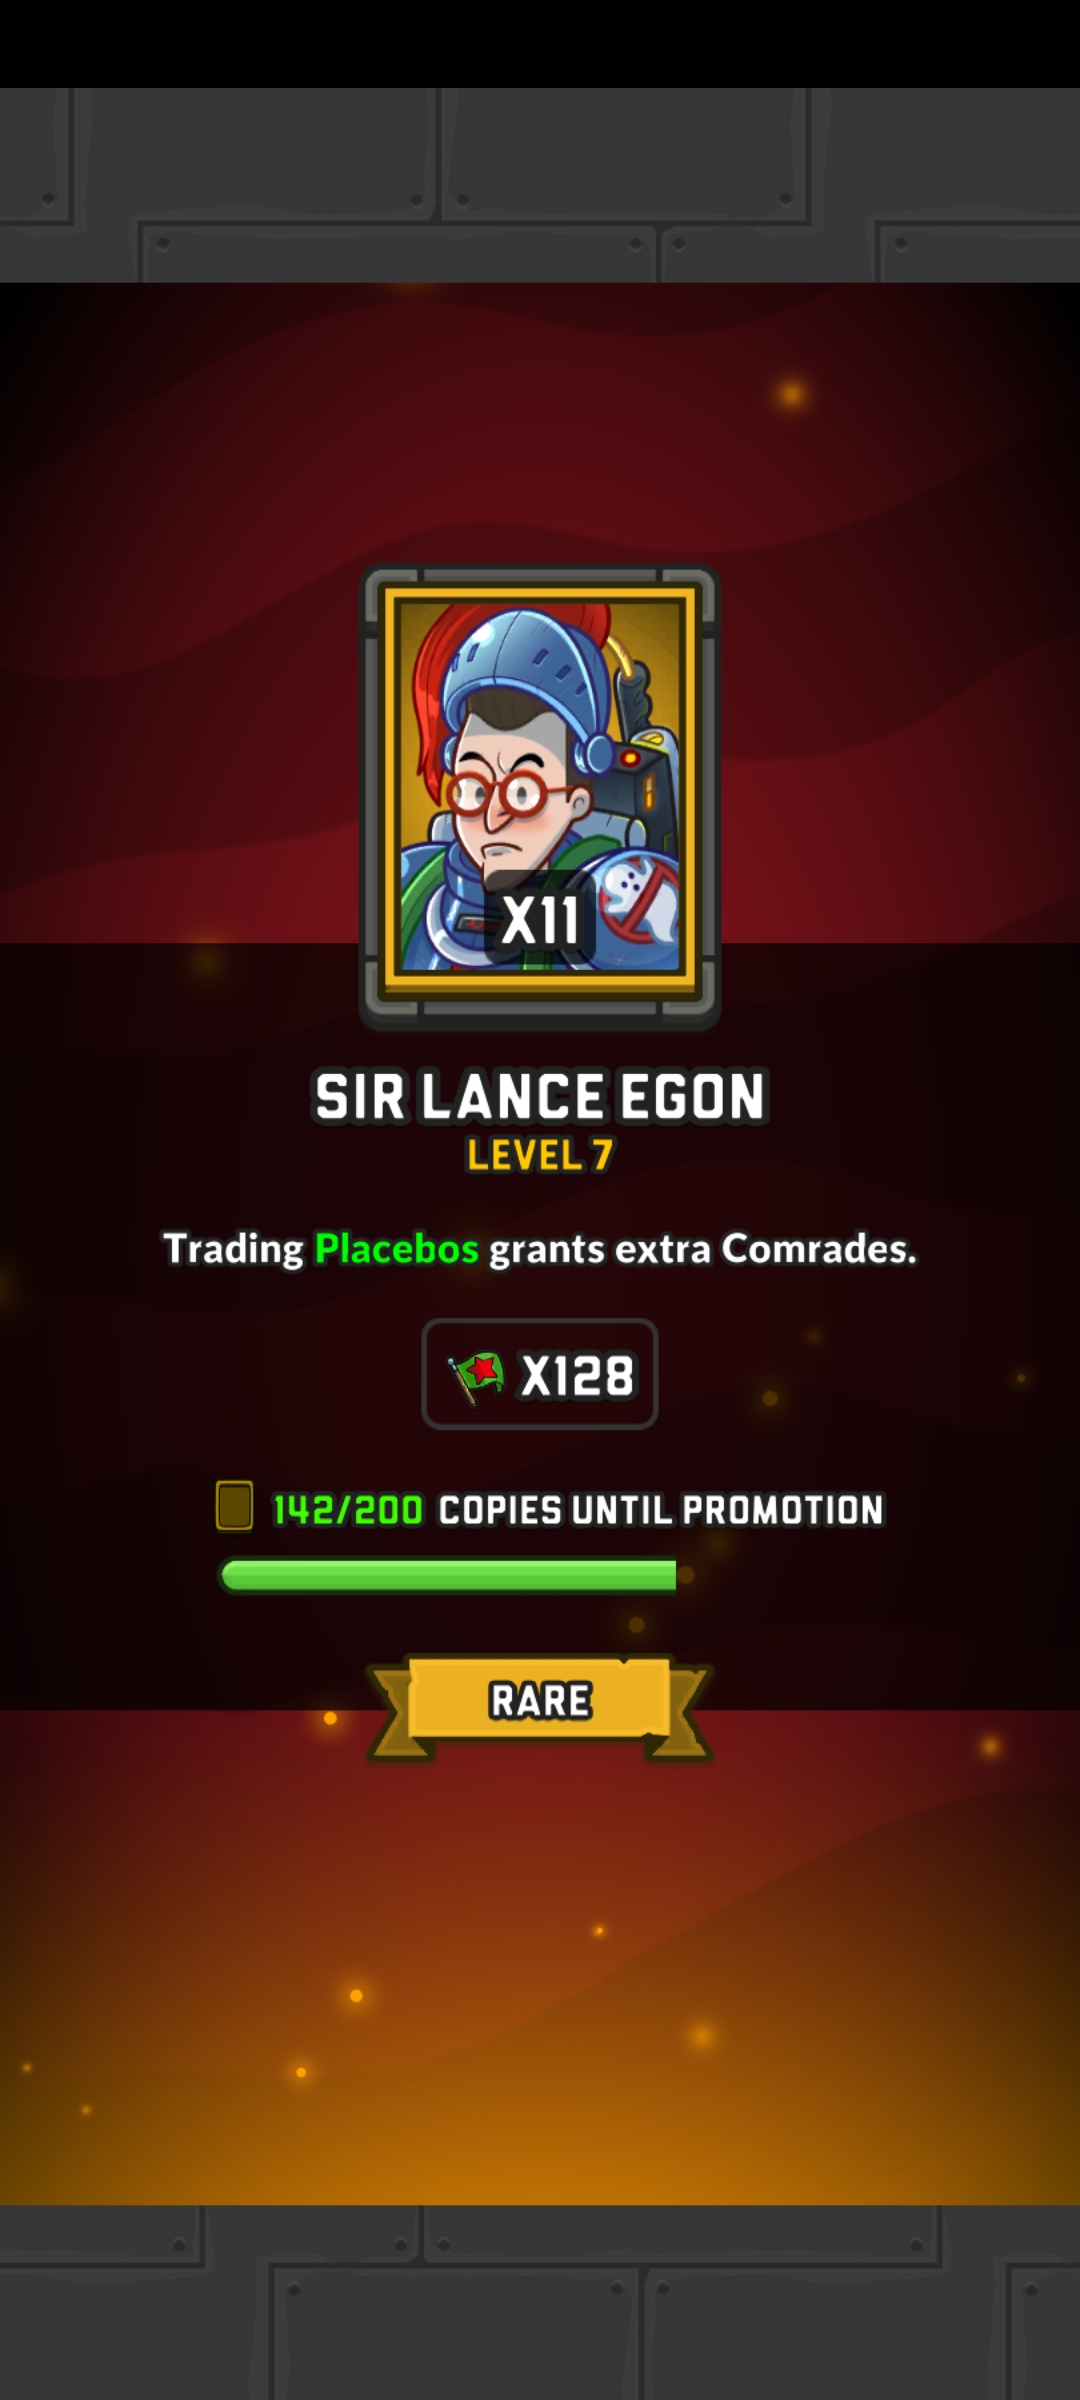 X11
SIR LANCE EGON
LEVEL 7
Trading Placebos grants extra Comrades.
X128
142/200 COPIES UNTIL PROMOTION
RARE